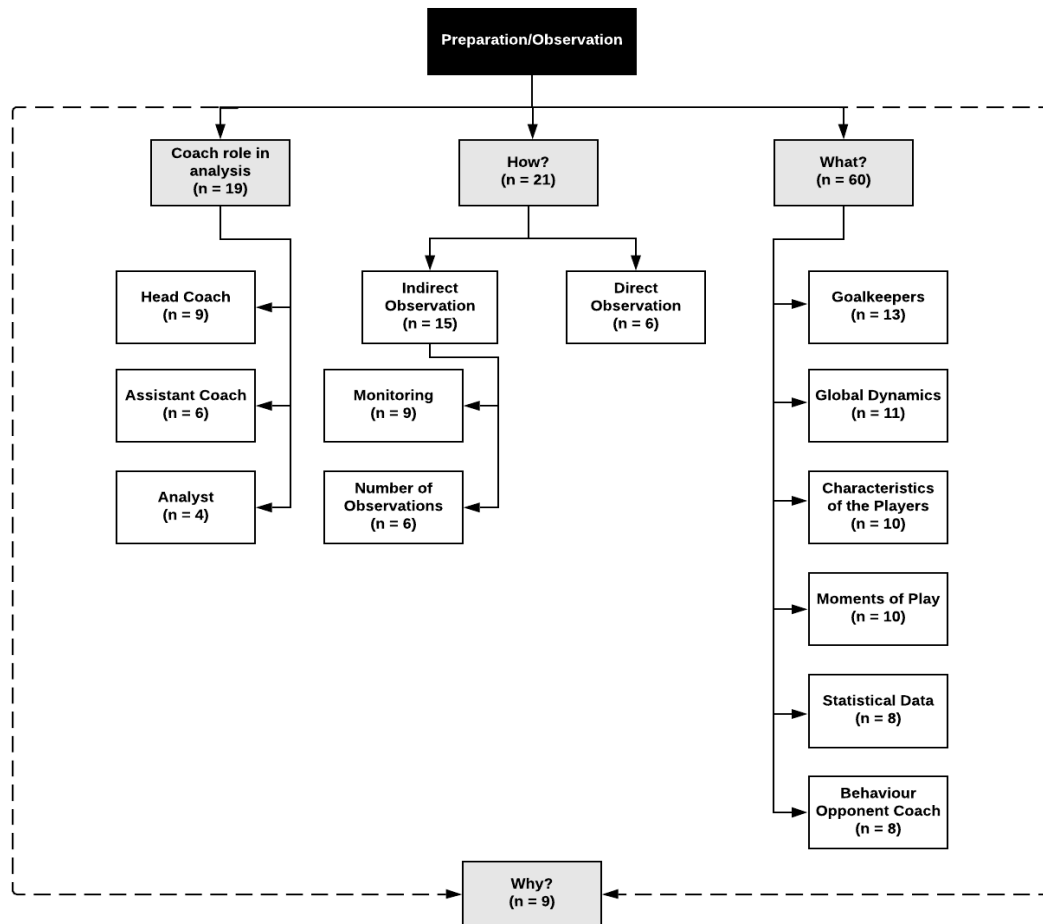 Preparation/Observation
Coach role in
analysis
(n = 19)
How?
(n = 21)
What?
(n = 60)
Head Coach
(n = 9)
Assistant Coach
(n = 6)
Analyst
(n = 4)
Indirect
Observation
(n = 15)
Direct
Observation
(n = 6)
Monitoring
(n = 9)
Number of
Observations
(n = 6)
Goalkeepers
(n = 13)
Global Dynamics
(n = 11)
Characteristics
of the Players
(n = 10)
Moments of Play
(n = 10)
Statistical Data
(n = 8)
Behaviour
Opponent Coach
(n = 8)
Why?
(n = 9)